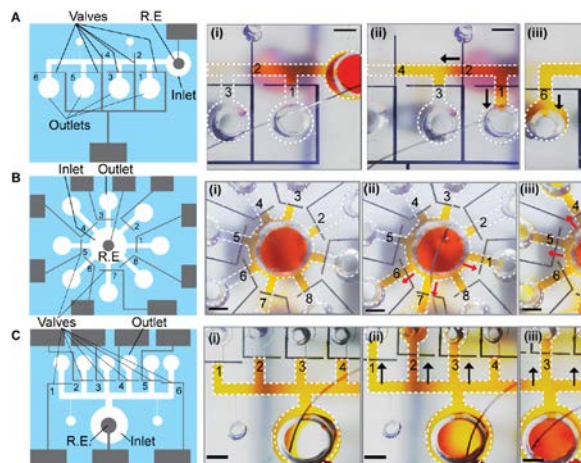 A
Valves
R.E
4 2
6 5 3 1
Inlet
Outlets
(i)
2
3 1
(ii)
4 2
3 1
(iii)
6
B
Inlet Outlet
3 2
4
5 1
R.E
6
7
(i)
3
4 2
5 1
6
7 8
(ii)
3
4 2
5
1
6
7 8
(iii)
4
5
6
Valves Outlet
C
1 2 3 4 5 6
R.E. Inlet
(i)
1 2 3 4
(ii)
1 2 3 4
(iii)